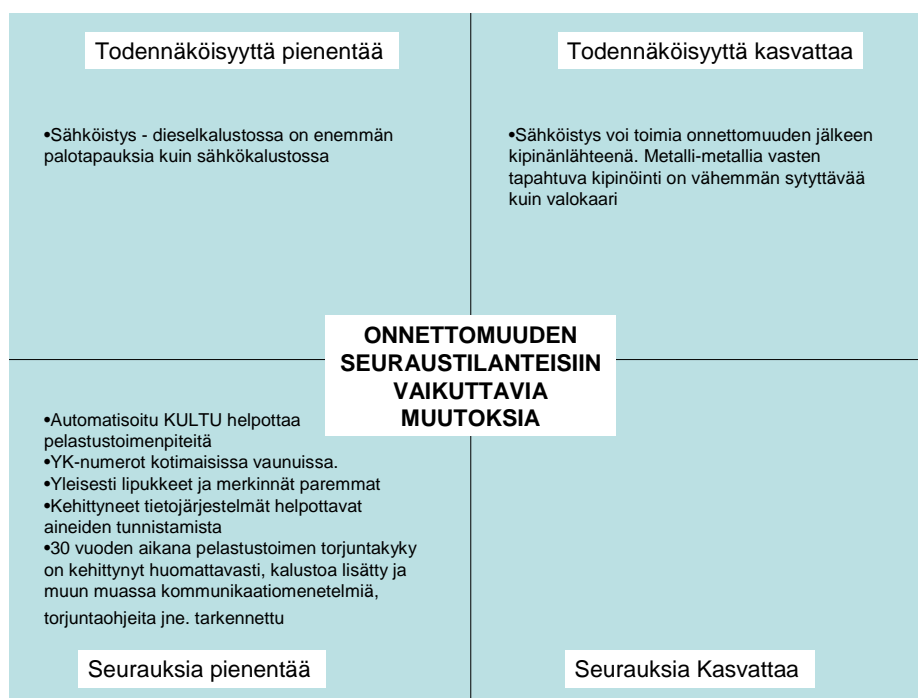 Todennäköisyyttä pienentää
Todennäköisyyttä kasvattaa
•Sähköistys - dieselkalustossa on enemmän
palotapauksia kuin sähkökalustossa
•Sähköistys voi toimia onnettomuuden jälkeen
kipinänlähteenä. Metalli-metallia vasten
tapahtuva kipinöinti on vähemmän sytyttävää
kuin valokaari
ONNETTOMUUDEN
SEURAUSTILANTEISIIN
VAIKUTTAVIA
MUUTOKSIA
•Automatisoitu KULTU helpottaa
pelastustoimenpiteitä
•YK-numerot kotimaisissa vaunuissa.
•Yleisesti lipukkeet ja merkinnät paremmat
•Kehittyneet tietojärjestelmät helpottavat
aineiden tunnistamista
•30 vuoden aikana pelastustoimen torjuntakyky
on kehittynyt huomattavasti, kalustoa lisätty ja
muun muassa kommunikaatiomenetelmiä,
torjuntaohjeita jne. tarkennettu
Seurauksia pienentää
Seurauksia Kasvattaa